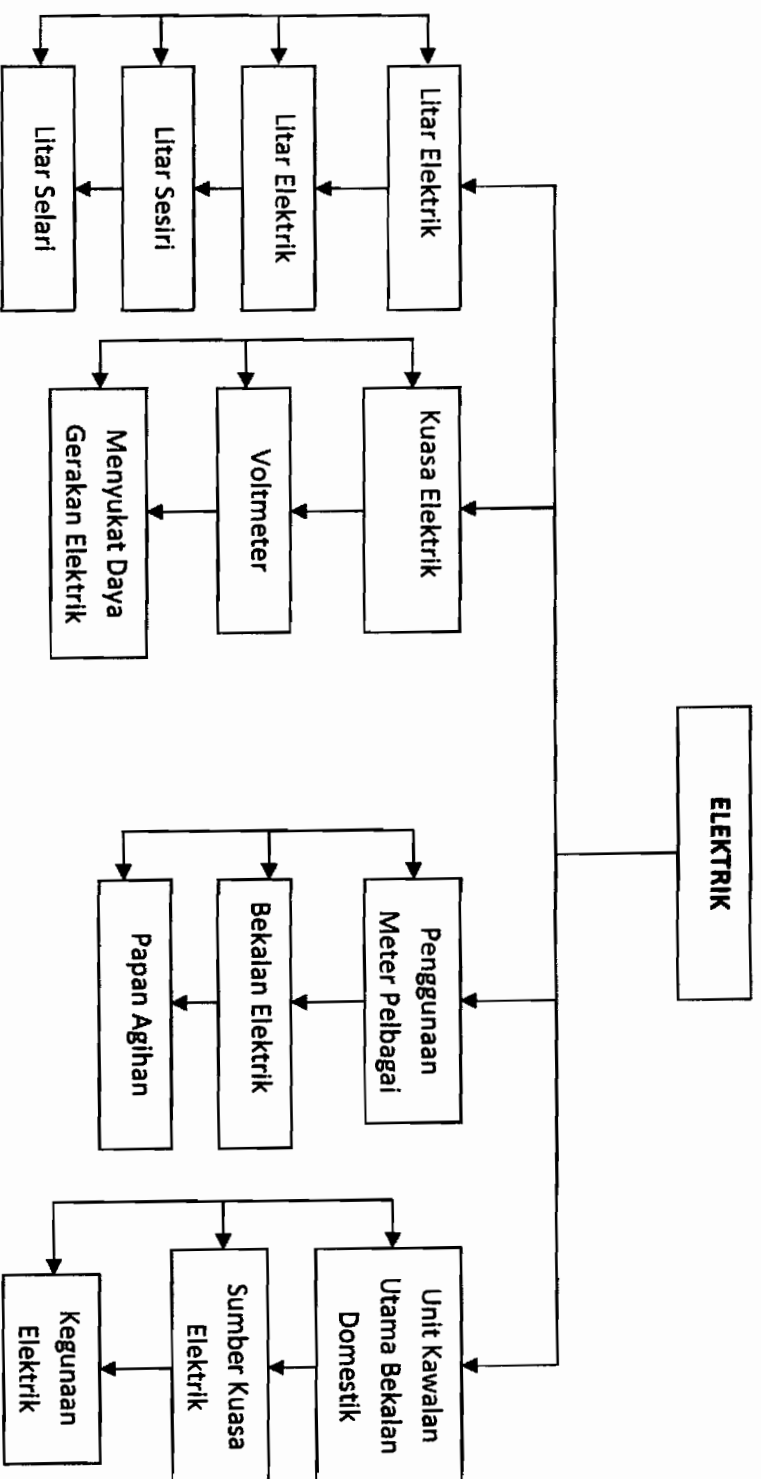 ELEKTRIK
Litar Elektrik
Litar Elektrik
Litar Sesiri
Litar Selari
Kuasa Elektrik
Voltmeter
Menyukat Daya
Gerakan Elektrik
Penggunaan
Meter Pelbagai
Bekalan Elektrik
Papan Agihan
Unit Kawalan
Utama Bekalan
Domestik
Sumber Kuasa
Elektrik
Kegunaan
Elektrik